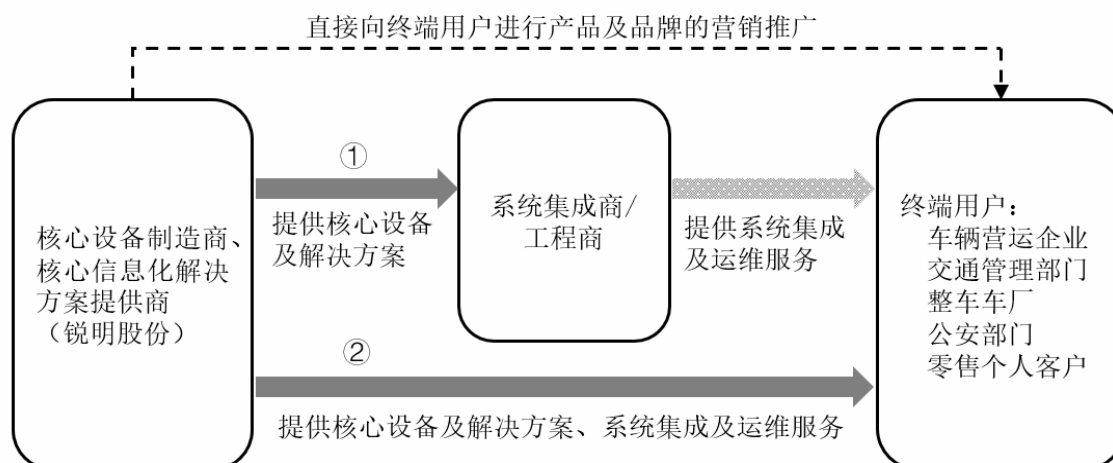 直接向终端用户进行产品及品牌的营销推广
核心设备制造商、
核心信息化解决
方案提供商
（锐明股份）
①
提供核心设备
及解决方案
系统集成商/
工程商
提供系统集成
及运维服务
②
提供核心设备及解决方案、系统集成及运维服务
终端用户：
车辆营运企业
交通管理部门
整车车厂
公安部门
零售个人客户